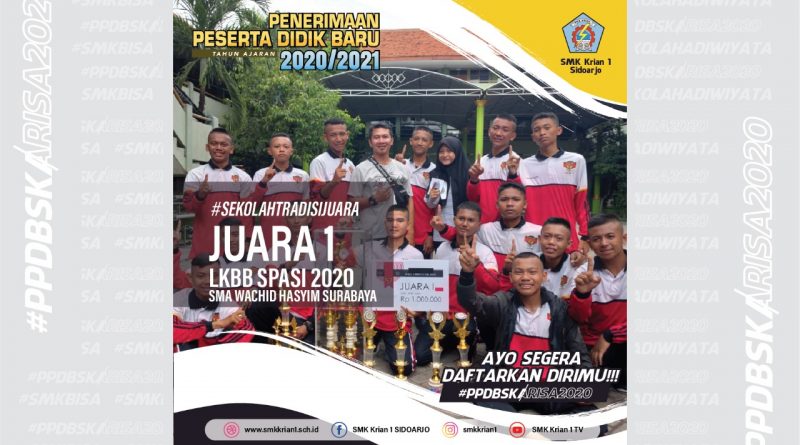 PENERIMAAN
PESERTA DIDIK BARU
TAHUN AJARAN
2020/2021
SMK Krian 1
Sidoarjo
#SEKOLAHTRADISIJUARA
JUARA 1
LKBB SPASI 2020
SMA WACHID HASYIM SURABAYA
JUARA 1
Rp 1.000.000
AYO SEGERA
DAFTARKAN DIRIMU!!!
#PPDBSKARISA2020
www.smkkrian1.sch.id
SMK Krian 1 SIDOARJO
smkkrian1
SMK Krian 1 TV
#PPDBSKARISA2020
#PPDBSKARISA2020